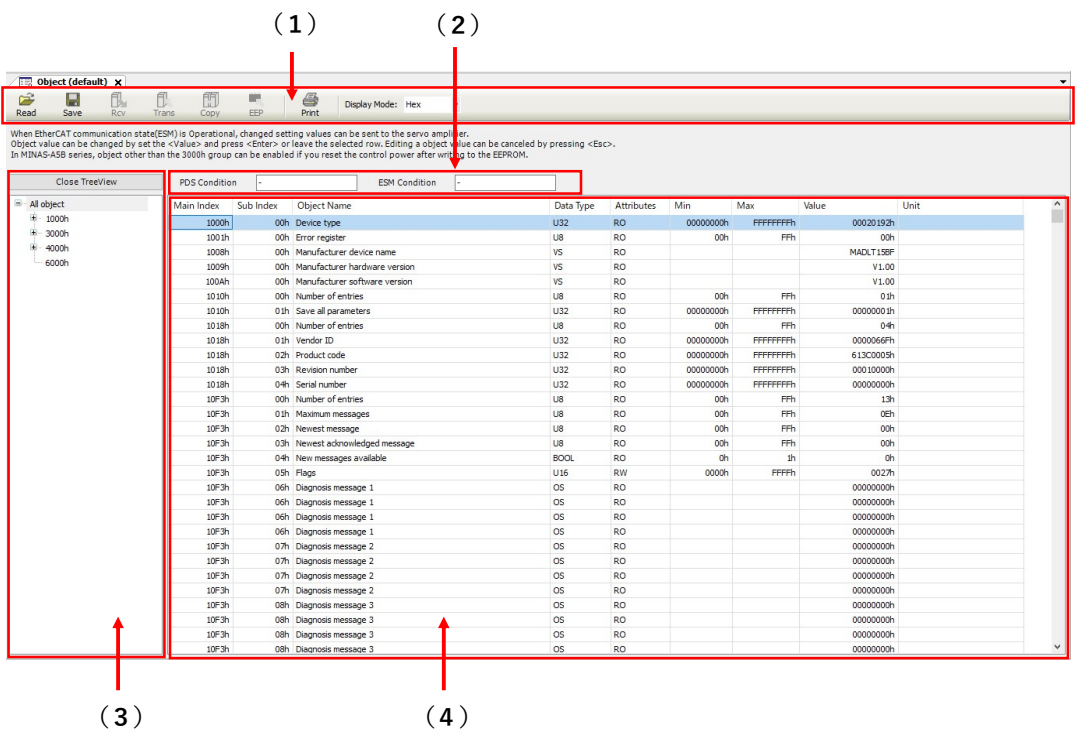 （1）
（2）
Object (default) x
Read Save Rcv Trans Copy EEP Print Display Mode: Hex
When EtherCAT communication state(ESM) is Operational, changed setting values can be sent to the servo amplifier.
Object value can be changed by set the <Value> and press <Enter> or leave the selected row. Editing a object value can be canceled by pressing <Esc>.
In MINAS-A5B series, object other than the 3000h group can be enabled if you reset the control power after writing to the EEPROM.
Close TreeView
PDS Condition - ESM Condition -
All object
1000h
3000h
4000h
6000h
Main Index Sub Index Object Name Data Type Attributes Min Max Value Unit
1000h 00h Device type U32 RO 00000000h FFFFFFFFh 00020192h
1001h 00h Error register U8 RO 00h FFh 00h
1008h 00h Manufacturer device name VS RO MADLT15BF
1009h 00h Manufacturer hardware version VS RO V1.00
100Ah 00h Manufacturer software version VS RO V1.00
1010h 00h Number of entries U8 RO 00h FFh 01h
1010h 01h Save all parameters U32 RO 00000000h FFFFFFFFh 00000001h
1018h 00h Number of entries U8 RO 00h FFh 04h
1018h 01h Vendor ID U32 RO 00000000h FFFFFFFFh 0000066Fh
1018h 02h Product code U32 RO 00000000h FFFFFFFFh 613C0005h
1018h 03h Revision number U32 RO 00000000h FFFFFFFFh 00010000h
1018h 04h Serial number U32 RO 00000000h FFFFFFFFh 00000000h
10F3h 00h Number of entries U8 RO 00h FFh 13h
10F3h 01h Maximum messages U8 RO 00h FFh 0Eh
10F3h 02h Newest message U8 RO 00h FFh 00h
10F3h 03h Newest acknowledged message U8 RO 00h FFh 00h
10F3h 04h New messages available BOOL RO 0h 1h 0h
10F3h 05h Flags U16 RW 0000h FFFFh 0027h
10F3h 06h Diagnosis message 1 OS RO 00000000h
10F3h 06h Diagnosis message 1 OS RO 00000000h
10F3h 06h Diagnosis message 1 OS RO 00000000h
10F3h 06h Diagnosis message 1 OS RO 00000000h
10F3h 07h Diagnosis message 2 OS RO 00000000h
10F3h 07h Diagnosis message 2 OS RO 00000000h
10F3h 07h Diagnosis message 2 OS RO 00000000h
10F3h 07h Diagnosis message 2 OS RO 00000000h
10F3h 08h Diagnosis message 3 OS RO 00000000h
10F3h 08h Diagnosis message 3 OS RO 00000000h
10F3h 08h Diagnosis message 3 OS RO 00000000h
10F3h 08h Diagnosis message 3 OS RO 00000000h
（3）
（4）